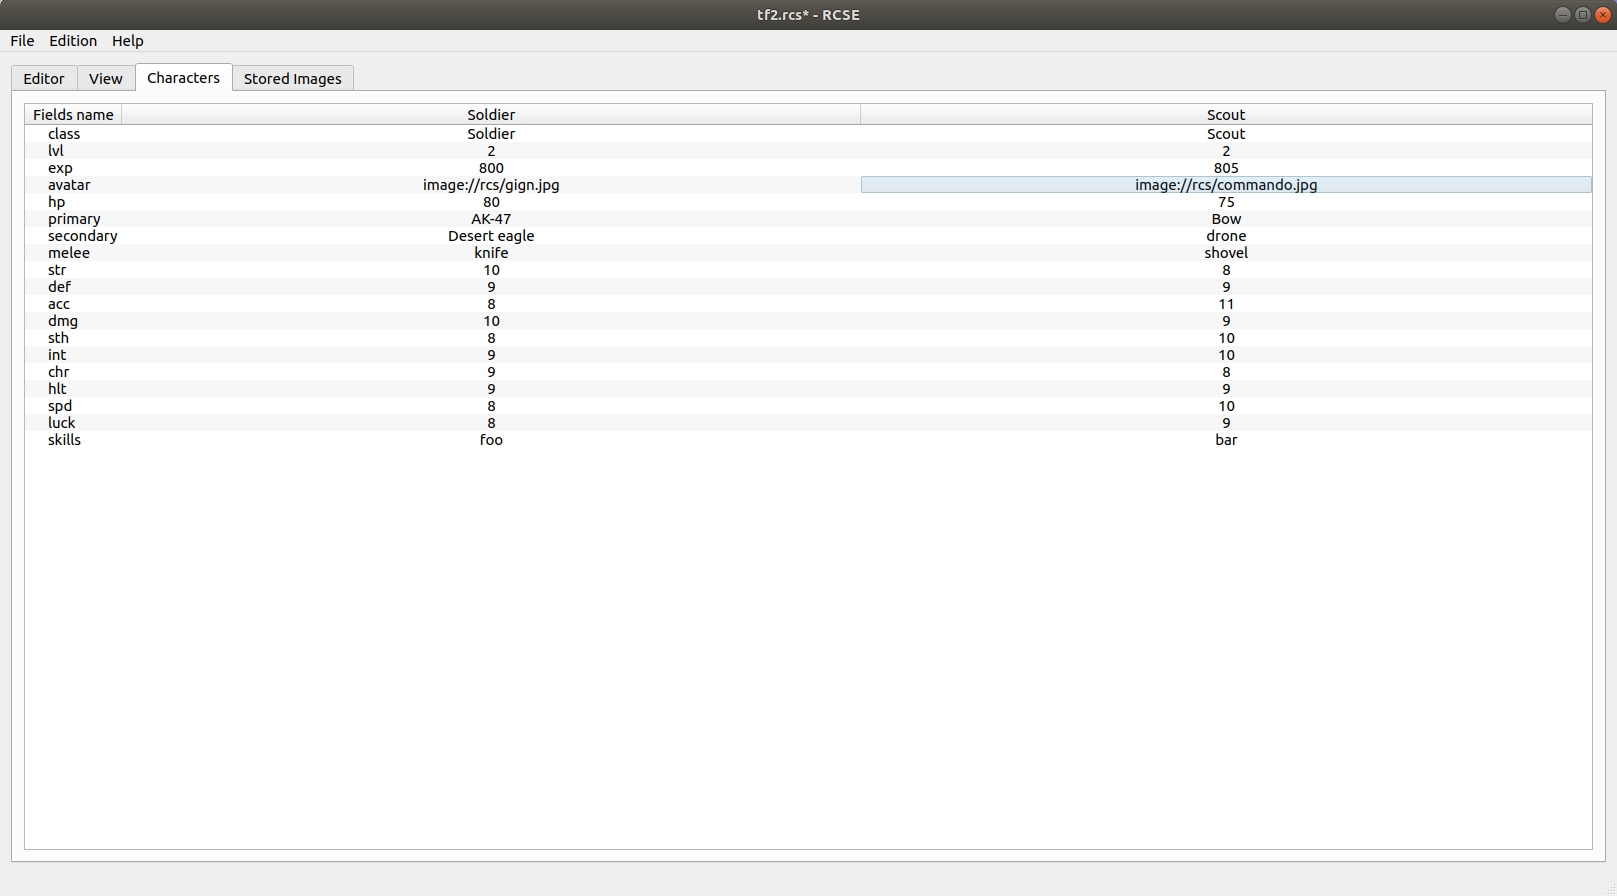 tf2.rcs* - RCSE
File Edition Help
Editor View Characters Stored Images
Fields name Soldier Scout
class Soldier Scout
lvl 2 2
exp 800 805
avatar image://rcs/gign.jpg image://rcs/commando.jpg
hp 80 75
primary AK-47 Bow
secondary Desert eagle drone
melee knife shovel
str 10 8
def 9 9
acc 8 11
dmg 10 9
sth 8 10
int 9 10
chr 9 8
hlt 9 9
spd 8 10
luck 8 9
skills foo bar